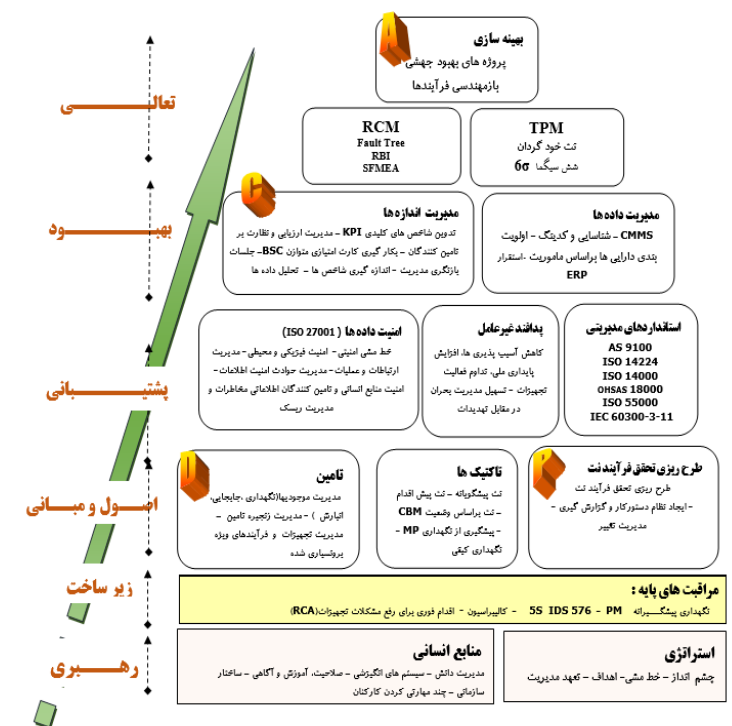 A
بهینه سازی
پروژه های بهبود جهشی
بازمهندسی فرآیندها
تعالــــــــــی
TPM
نت خود گردان
شش سیگما 6σ
RCM
Fault Tree
RBI
SFMEA
C
بهبــــــــــود
مدیریت داده ها
CMMS – شناسایی و کدینگ – اولویت
بندی دارایی ها براساس ماموریت -استقرار
ERP
مدیریت اندازه ها
تدوین شاخص های کلیدی KPI – مدیریت ارزیابی و نظارت بر
تامین کنندگان – بکار گیری کارت امتیازی متوازن BSC– جلسات
بازنگری مدیریت – اندازه گیری شاخص ها – تحلیل داده ها
پشتیــــــــــبانی
استانداردهای مدیریتی
AS 9100
ISO 14224
ISO 14000
OHSAS 18000
ISO 55000
IEC 60300-3-11
پدافند غیرعامل
کاهش آسیب پذیری ها، افزایش
پایداری ملی، تداوم فعالیت
تجهیزات – تسهیل مدیریت بحران
در مقابل تهدیدات
امنیت داده ها ( ISO 27001)
خط مشی امنیتی– امنیت فیزیکی و محیطی – مدیریت
ارتباطات و عملیات– مدیریت حوادث امنیت اطلاعات –
امنیت منابع انسانی و تامین کنندگان اطلاعاتی مخاطرات و
مدیریت ریسک
اصــــول و مبــــانی
P
طرح ریزی تحقق فرآیند نت
طرح ریزی تحقق فرآیند نت
– ایجاد نظام دستورکار و گزارش گیری –
مدیریت تغییر
تاکتیک ها
نت پیشگویانه – نت پیش اقدام
– نت براساس وضعیت CBM
– پیشگیری از نگهداری MP –
نگهداری کیفی
D
تامین
مدیریت موجودیها(نگهداری ،جابجایی،
انبارش ) – مدیریت زنجیره تامین –
مدیریت تجهیزات و فرآیندهای ویژه
برونسپاری شده
زیر ساخت
مراقبت های پایه :
نگهداری پیشگــــیرانه 5S IDS 576 – PM – کالیبراسیون – اقدام فوری برای رفع مشکلات تجهیزات(RCA)
رهــــــبری
استراتژی
چشم انداز – خط مشی– اهداف – تعهد مدیریت
منابع انسانی
مدیریت دانش – سیستم های انگیزشی – صلاحیت، آموزش و آگاهی – ساختار
سازمانی – چند مهارتی کردن کارکنان